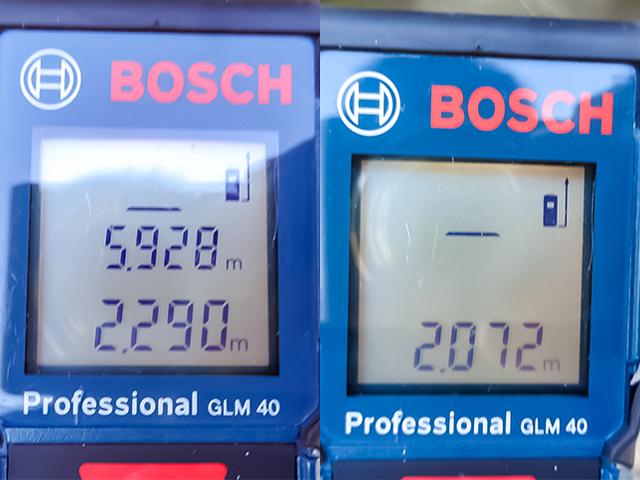 BOSCH
5.928 m
2.290 m
Professional GLM 40
BOSCH
2.072 m
Professional GLM 40